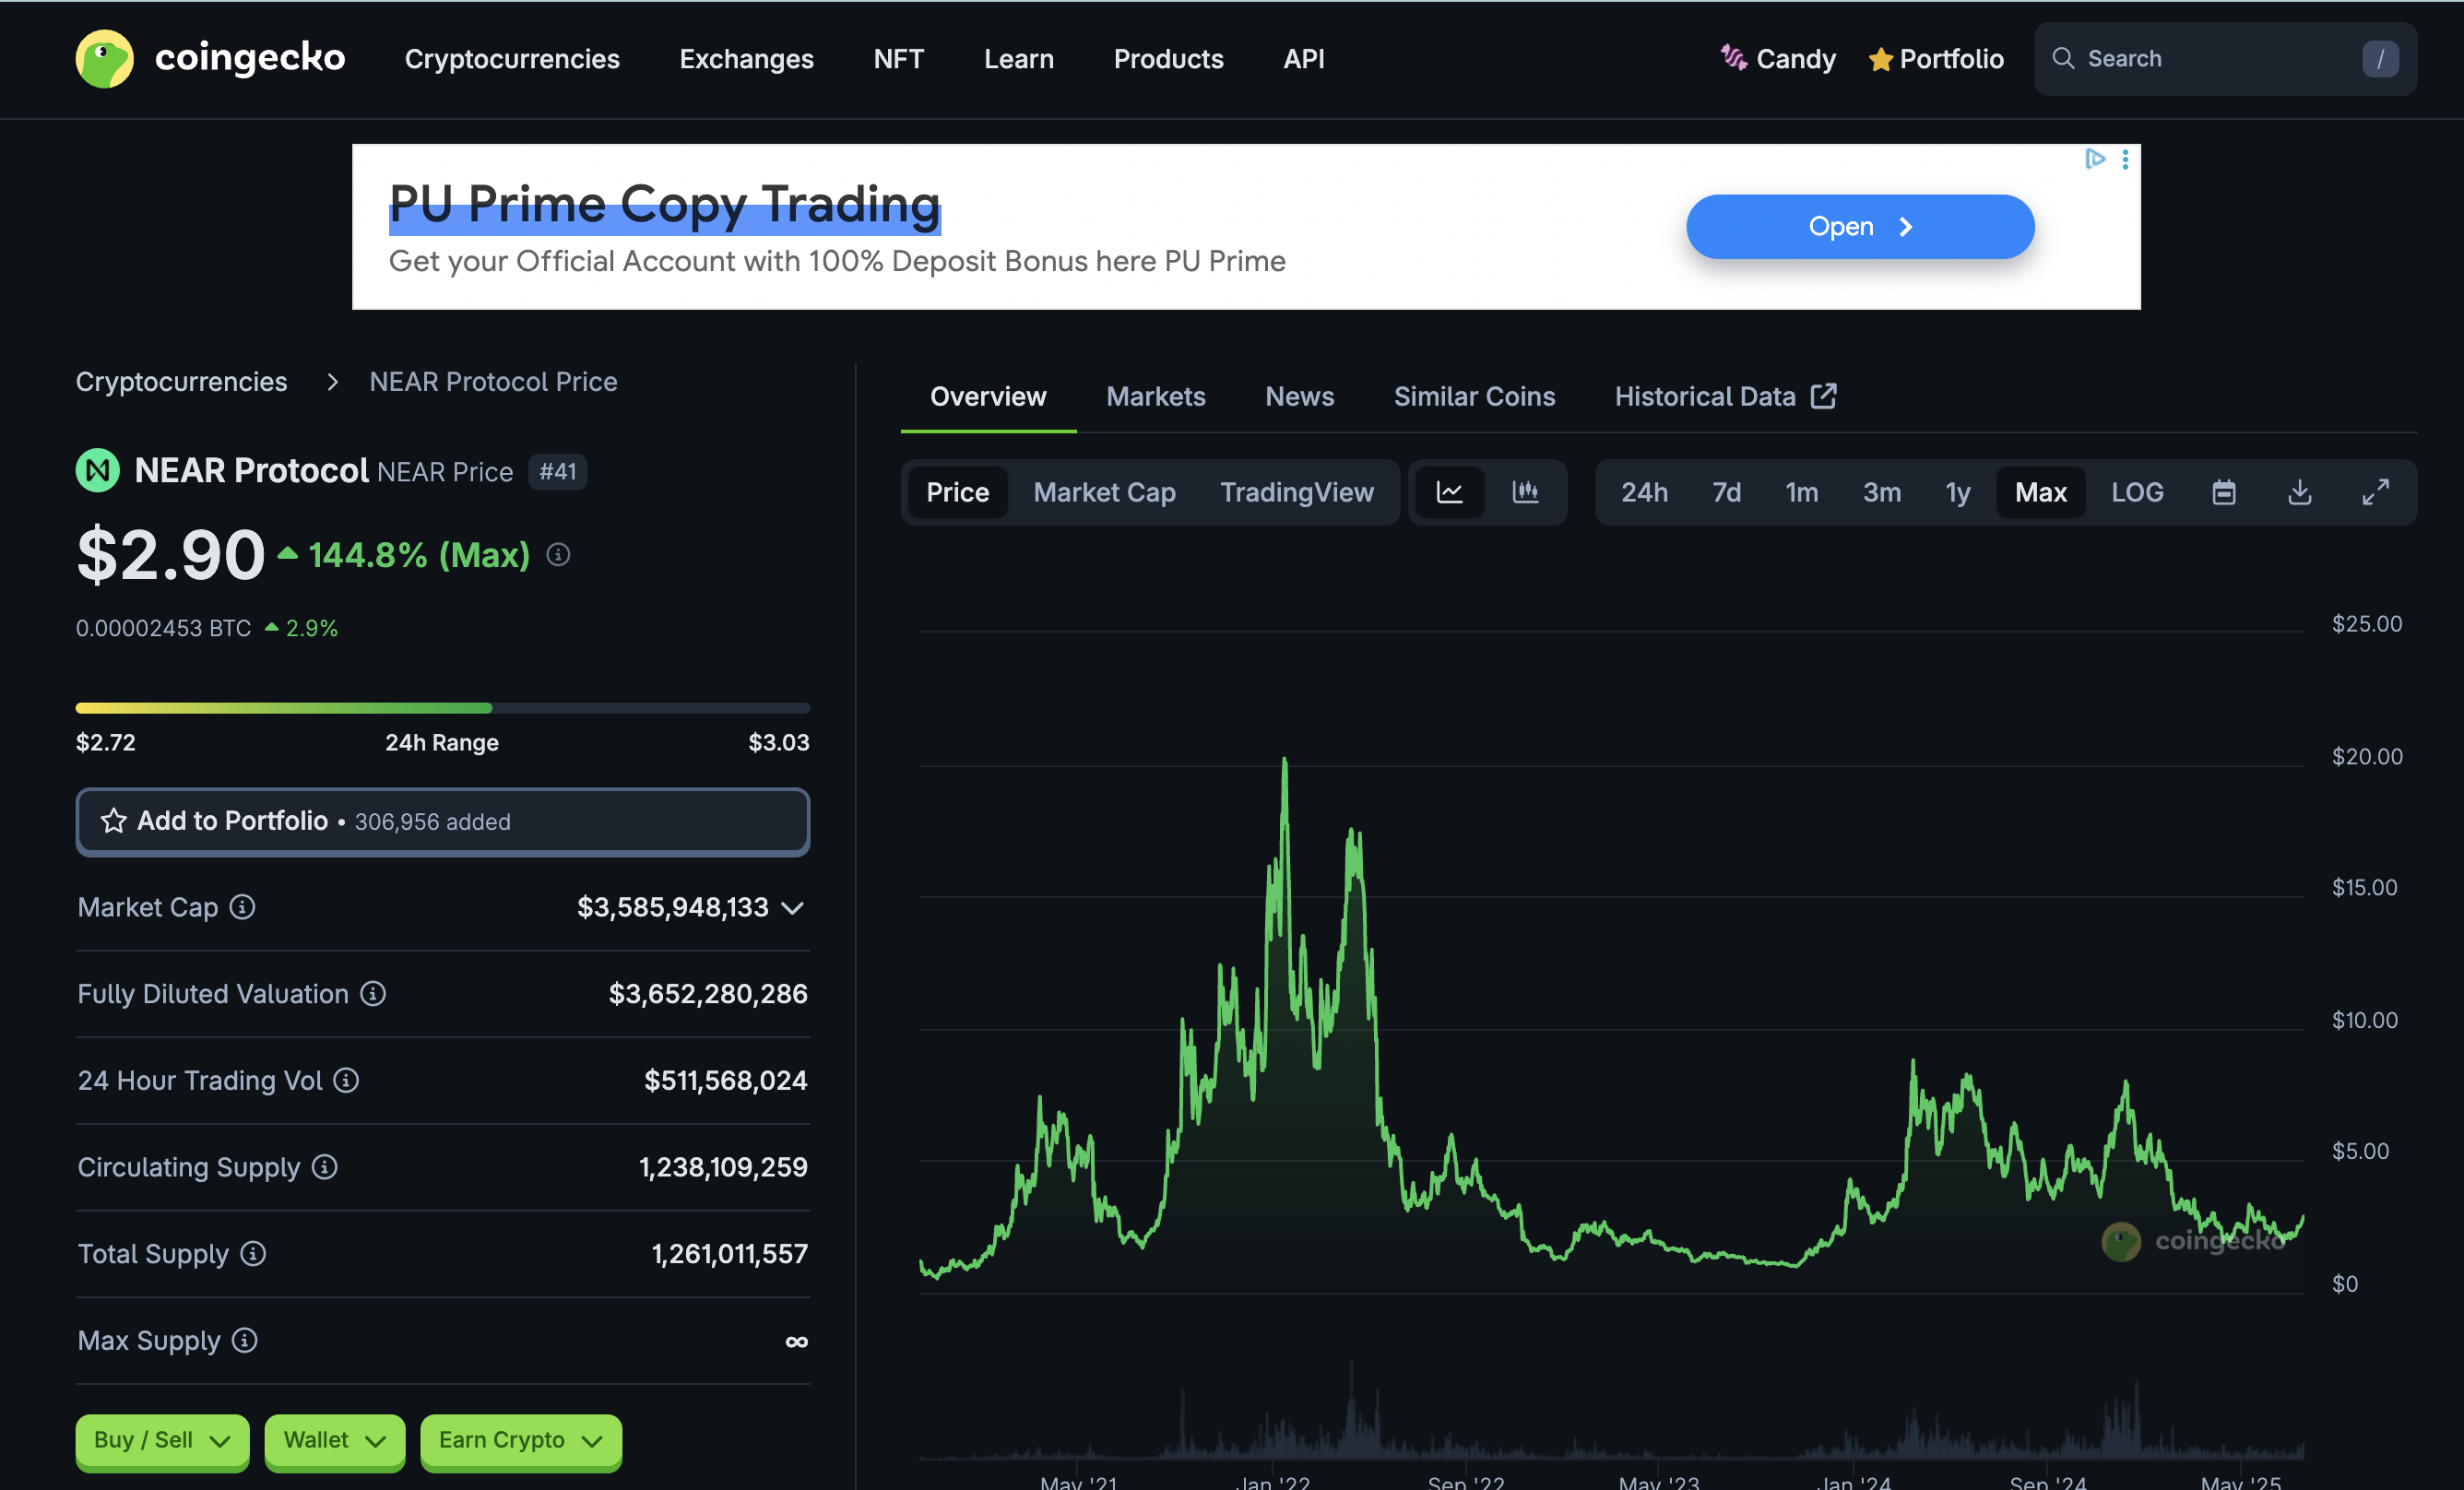 coingecko Cryptocurrencies Exchanges NFT Learn Products API Candy Portfolio Search /
PU Prime Copy Trading
Get your Official Account with 100% Deposit Bonus here PU Prime
Open
Cryptocurrencies > NEAR Protocol Price
NEAR Protocol NEAR Price #41
$2.90 144.8% (Max)
0.00002453 BTC 2.9%
$2.72 24h Range $3.03
Add to Portfolio • 306,956 added
Market Cap $3,585,948,133
Fully Diluted Valuation $3,652,280,286
24 Hour Trading Vol $511,568,024
Circulating Supply 1,238,109,259
Total Supply 1,261,011,557
Max Supply ∞
Buy / Sell Wallet Earn Crypto
Overview Markets News Similar Coins Historical Data
Price Market Cap TradingView 24h 7d 1m 3m 1y Max LOG
$25.00
$20.00
$15.00
$10.00
$5.00
coingecko
$0
May '21 Jan '22 Sep '22 May '23 Jan '24 Sep '24 May '25